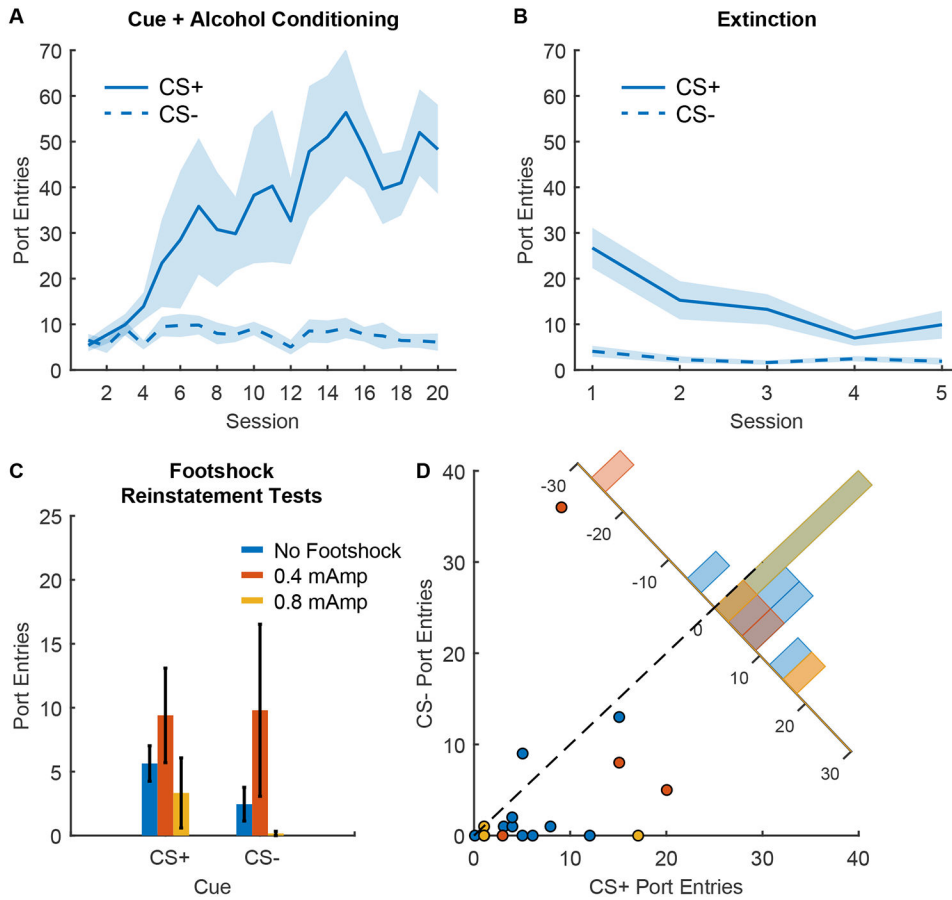 A
Cue + Alcohol Conditioning
70
60
50
40
30
20
10
0
Port Entries
CS+
CS-
2 4 6 8 10 12 14 16 18 20
Session
B
Extinction
70
60
50
40
30
20
10
0
Port Entries
CS+
CS-
1 2 3 4 5
Session
C
Footshock
Reinstatement Tests
25
20
15
10
5
0
Port Entries
No Footshock
0.4 mAmp
0.8 mAmp
CS+ CS-
Cue
D
40
30
20
10
0
CS- Port Entries
-30
-20
-10
0
10
20
30
0 10 20 30 40
CS+ Port Entries